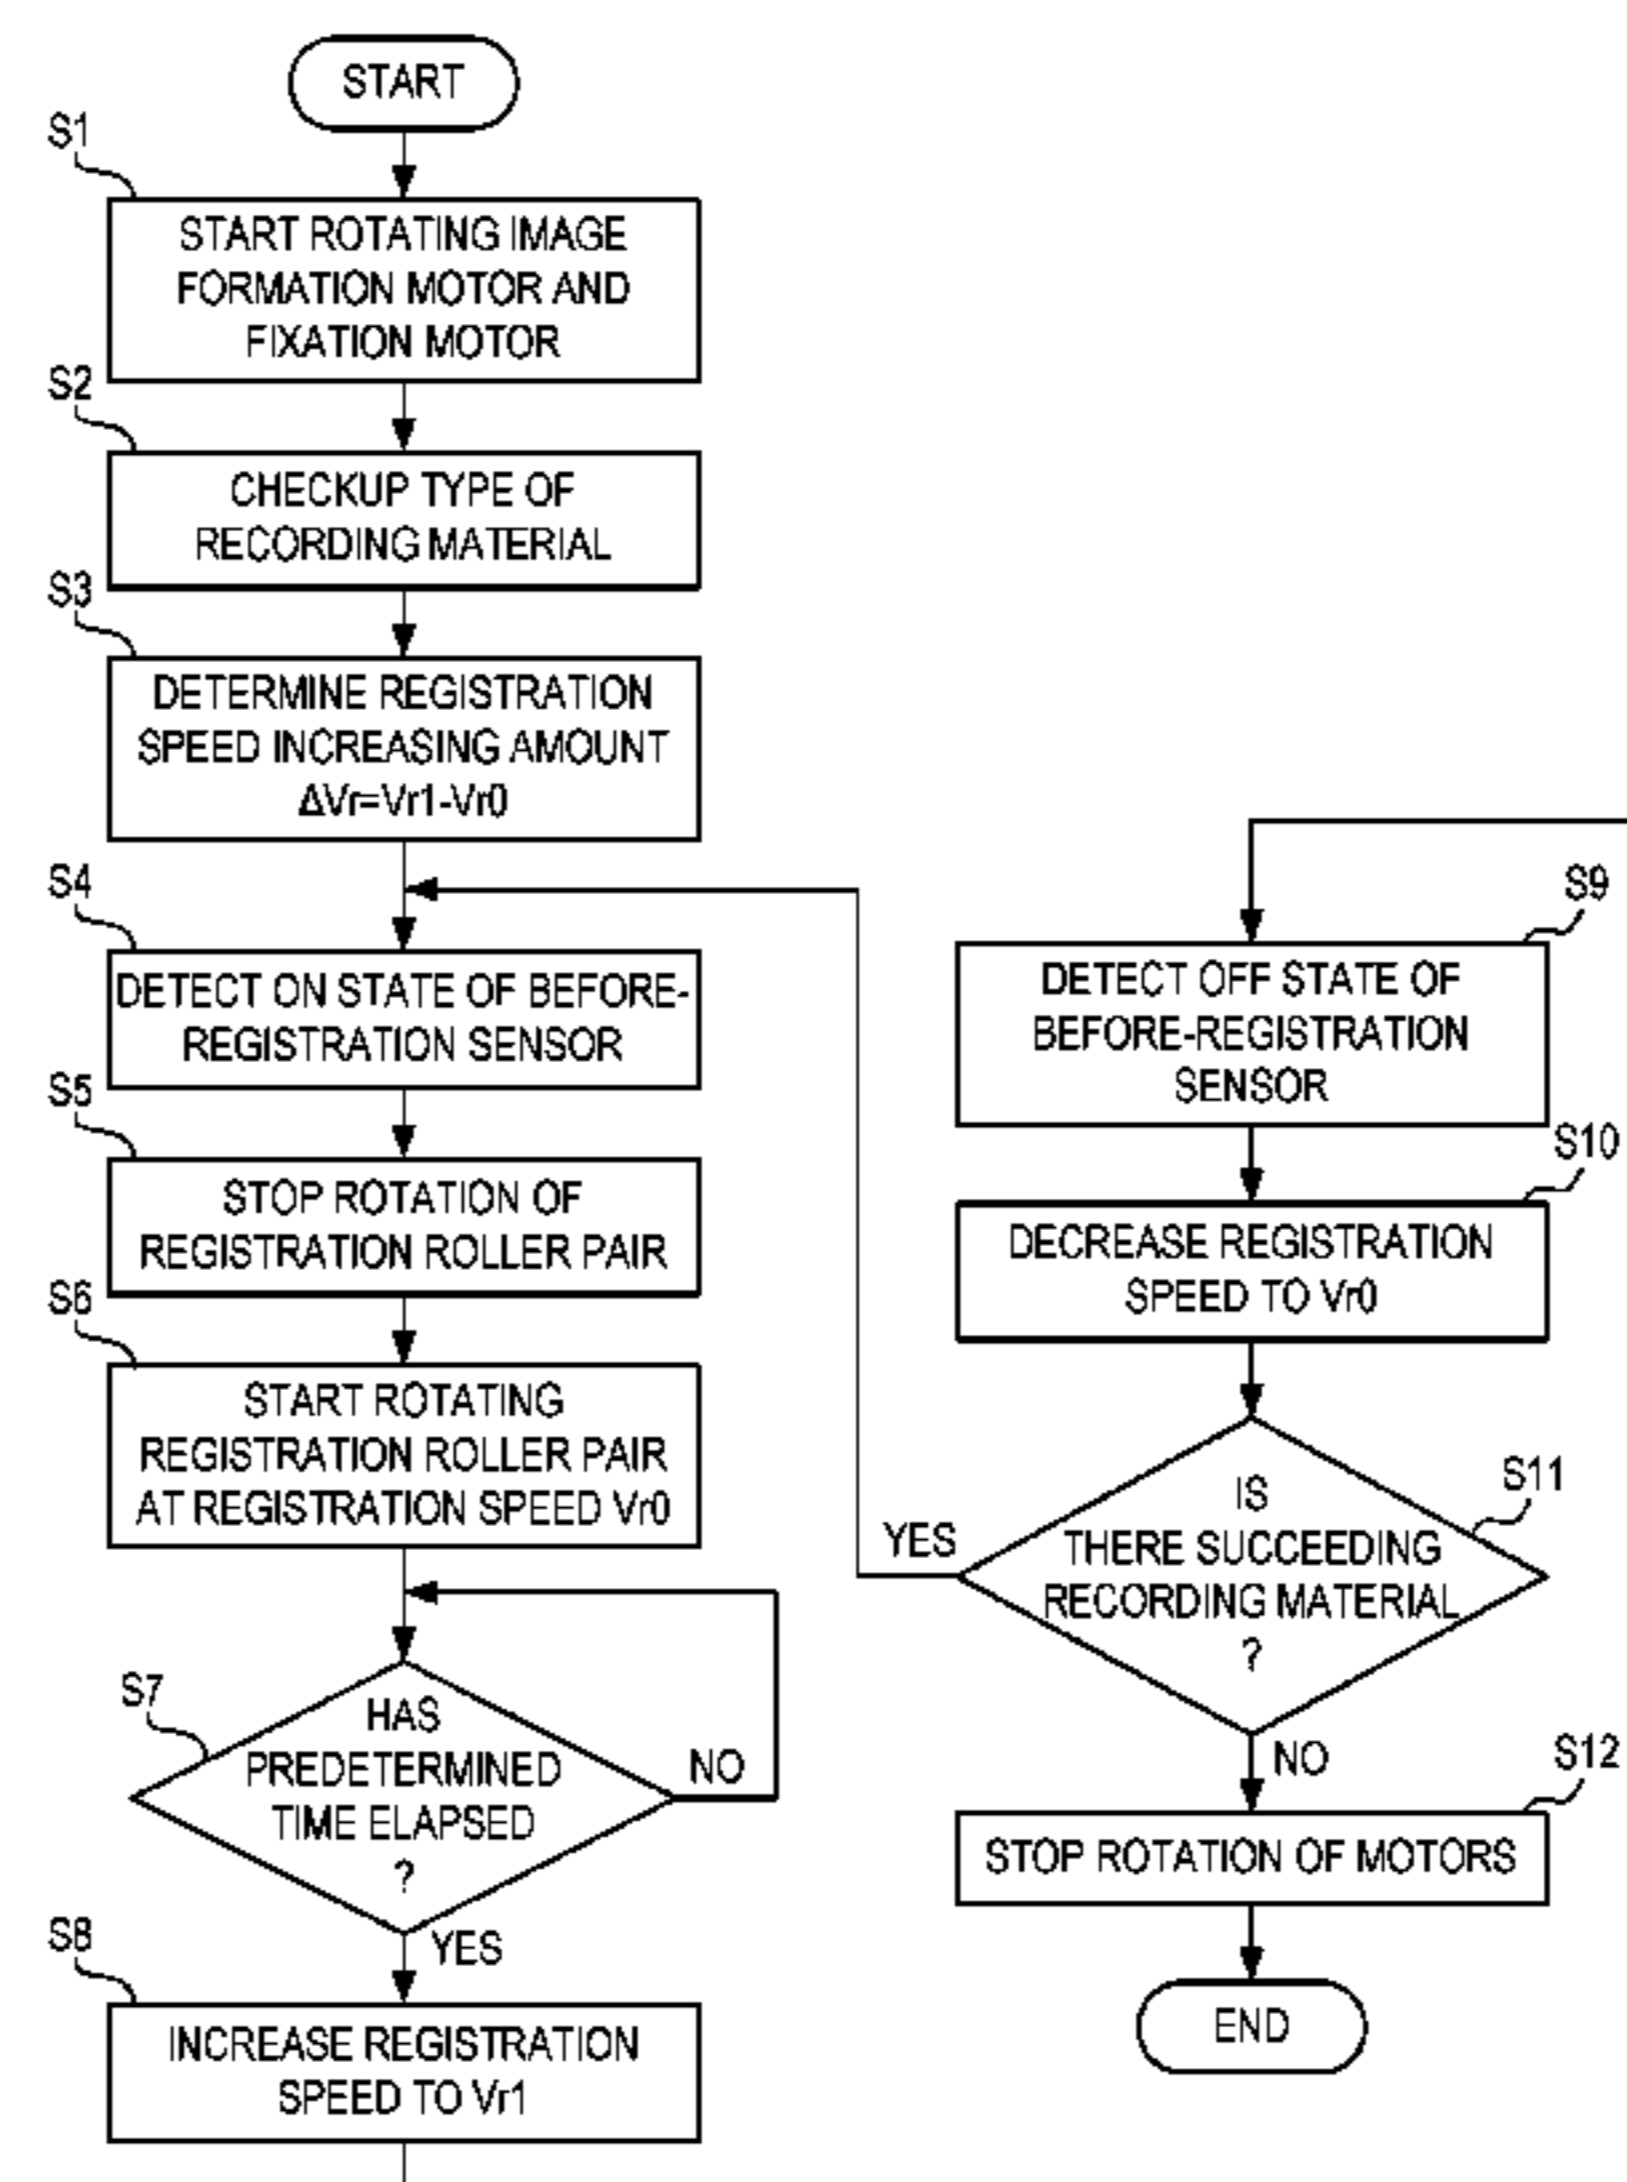 START
S1
START ROTATING IMAGE
FORMATION MOTOR AND
FIXATION MOTOR
S2
CHECKUP TYPE OF
RECORDING MATERIAL
S3
DETERMINE REGISTRATION
SPEED INCREASING AMOUNT
ΔVr=Vr1-Vr0
S4
DETECT ON STATE OF BEFORE-
REGISTRATION SENSOR
S5
STOP ROTATION OF
REGISTRATION ROLLER PAIR
S6
START ROTATING
REGISTRATION ROLLER PAIR
AT REGISTRATION SPEED Vr0
S7
HAS
PREDETERMINED
TIME ELAPSED
?
NO
YES
S8
INCREASE REGISTRATION
SPEED TO Vr1
S9
DETECT OFF STATE OF
BEFORE-REGISTRATION
SENSOR
S10
DECREASE REGISTRATION
SPEED TO Vr0
S11
IS
THERE SUCCEEDING
RECORDING MATERIAL
?
YES
NO
S12
STOP ROTATION OF MOTORS
END